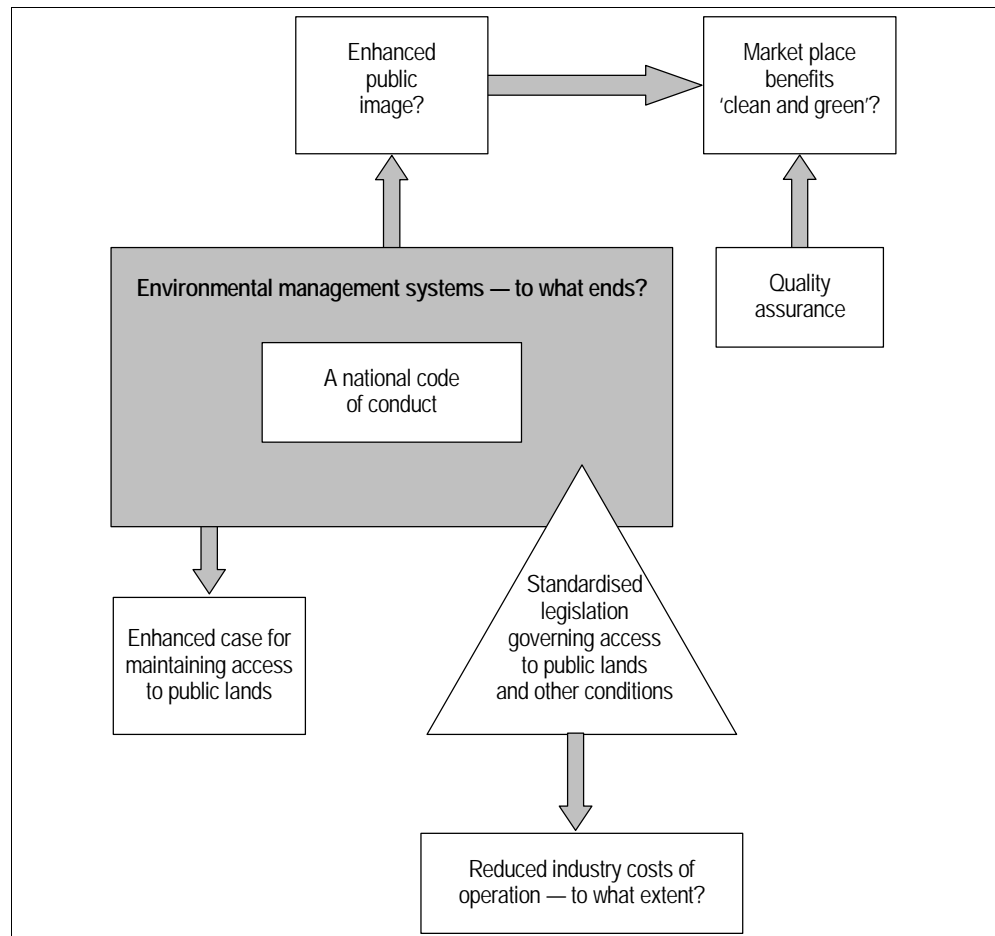 Enhanced
public
image?
Market place
benefits
‘clean and green’?
Environmental management systems — to what ends?
Quality
assurance
A national code
of conduct
Enhanced case for
maintaining access
to public lands
Standardised
legislation
governing access
to public lands
and other conditions
Reduced industry costs of
operation — to what extent?